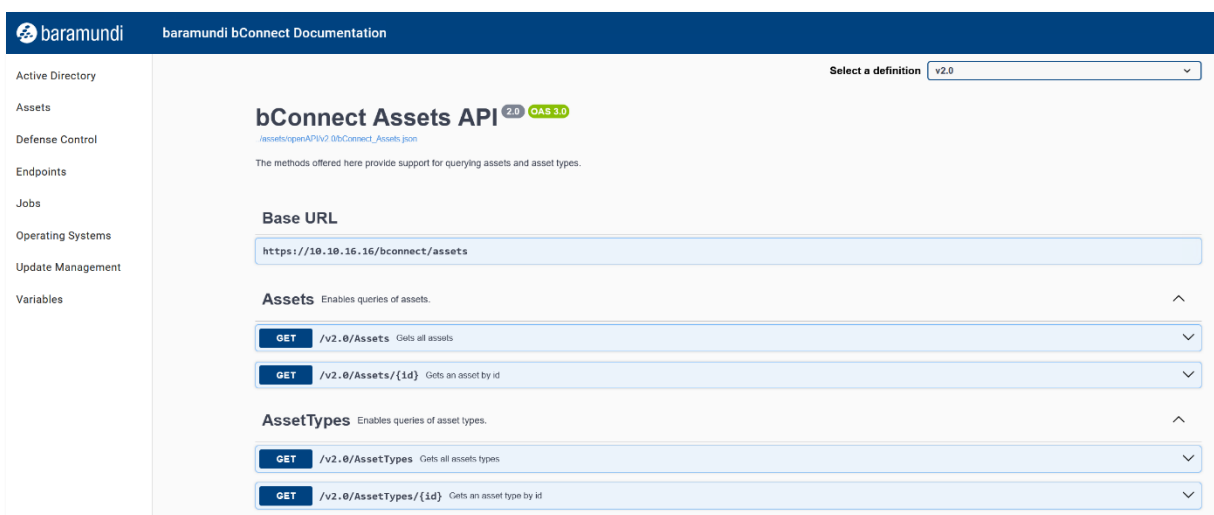 baramundi
baramundi bConnect Documentation
Active Directory
Assets
Defense Control
Endpoints
Jobs
Operating Systems
Update Management
Variables
Select a definition v2.0
bConnect Assets API 2.0 OAS 3.0
/assets/openAPI/v2.0/bConnect_Assets.json
The methods offered here provide support for querying assets and asset types.
Base URL
https://10.10.16.16/bconnect/assets
Assets Enables queries of assets.
GET /v2.0/Assets Gets all assets
GET /v2.0/Assets/{id} Gets an asset by id
AssetTypes Enables queries of asset types.
GET /v2.0/AssetTypes Gets all assets types
GET /v2.0/AssetTypes/{id} Gets an asset type by id